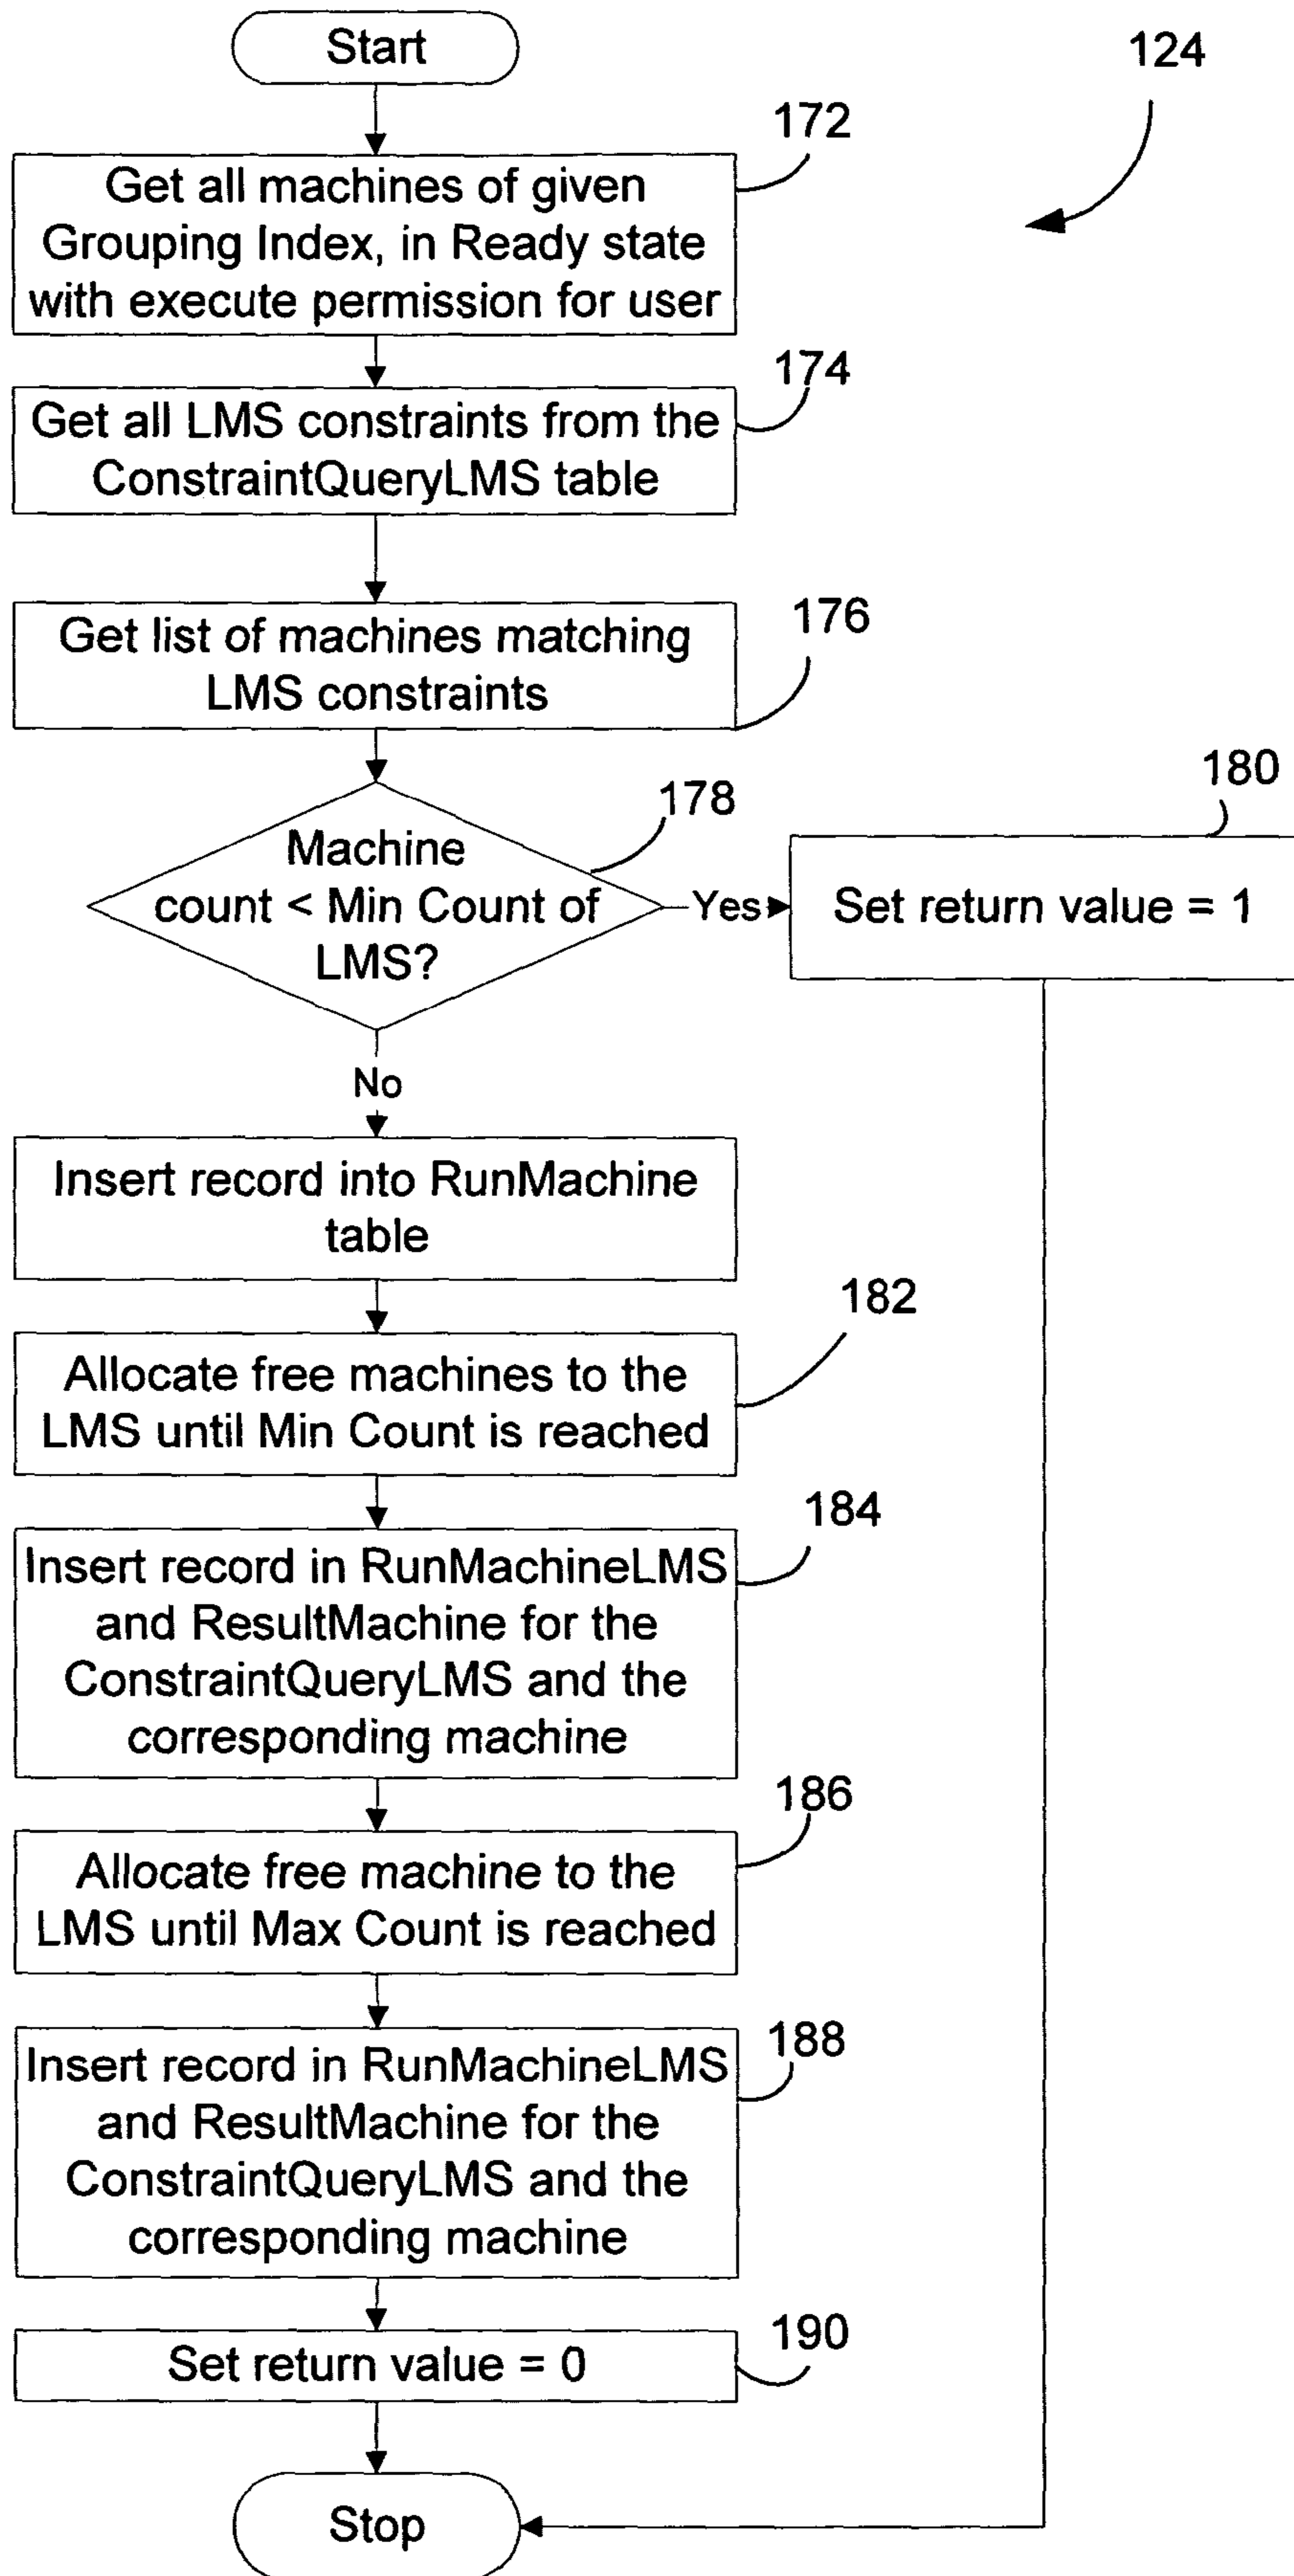 Start
124
172
Get all machines of given
Grouping Index, in Ready state
with execute permission for user
174
Get all LMS constraints from the
ConstraintQueryLMS table
176
Get list of machines matching
LMS constraints
178
Machine
count < Min Count of
LMS?
Yes
180
Set return value = 1
No
Insert record into RunMachine
table
182
Allocate free machines to the
LMS until Min Count is reached
184
Insert record in RunMachineLMS
and ResultMachine for the
ConstraintQueryLMS and the
corresponding machine
186
Allocate free machine to the
LMS until Max Count is reached
188
Insert record in RunMachineLMS
and ResultMachine for the
ConstraintQueryLMS and the
corresponding machine
190
Set return value = 0
Stop